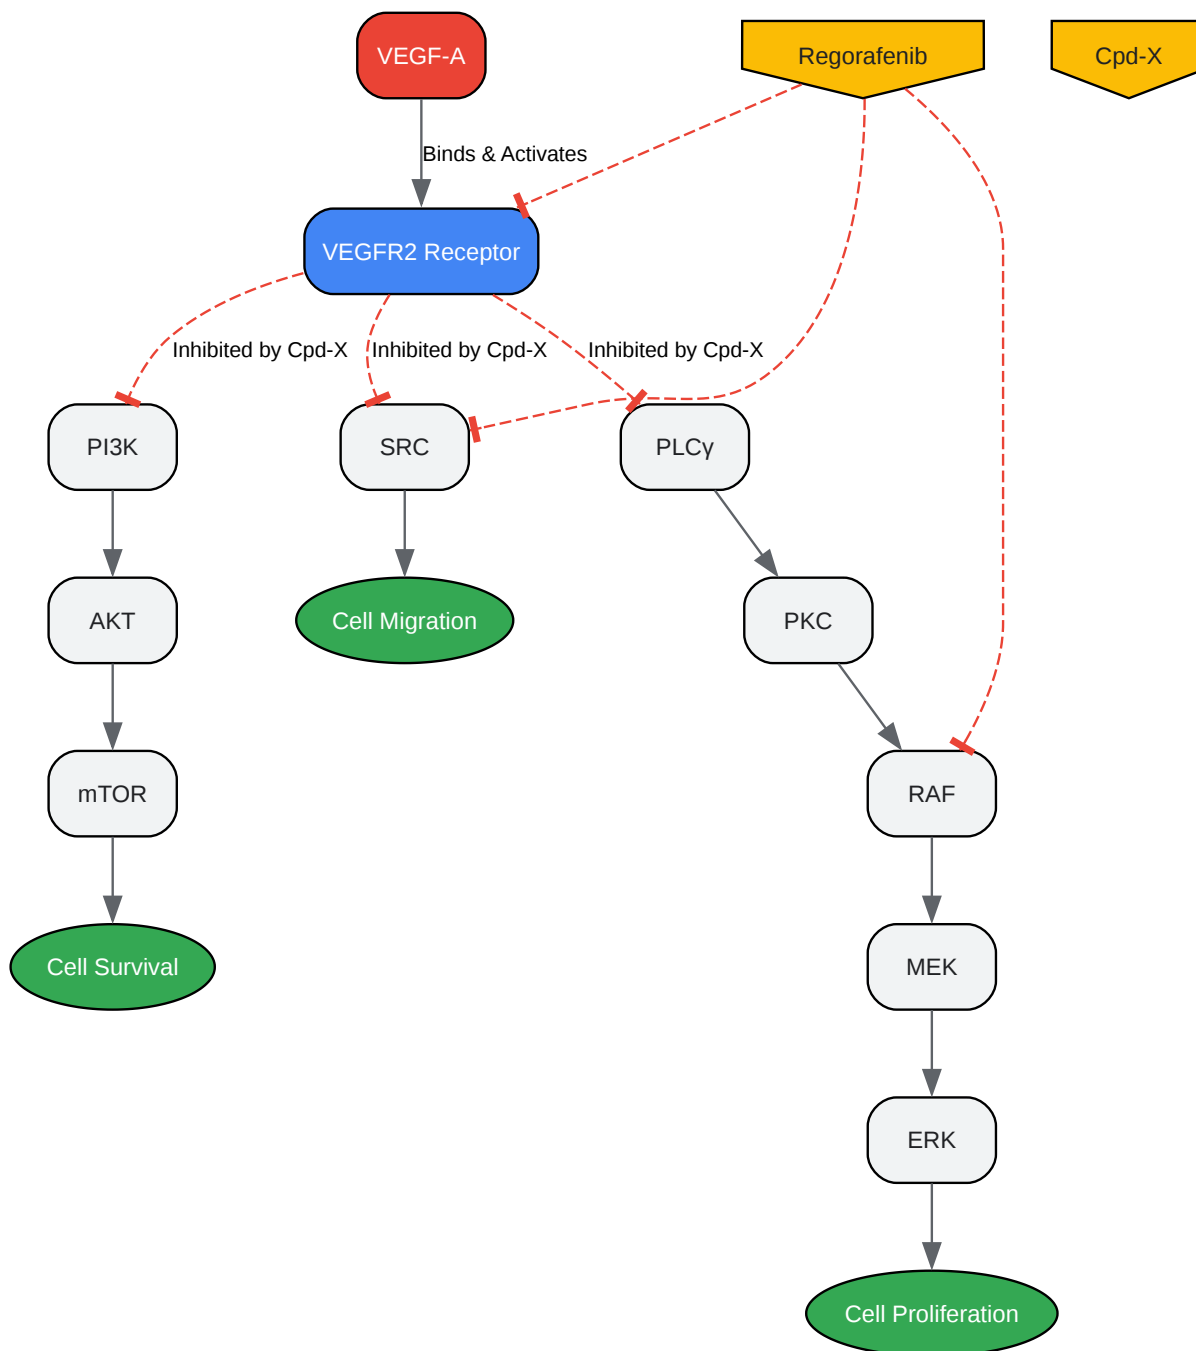 VEGF-A
Regorafenib
Cpd-X
Binds & Activates
VEGFR2 Receptor
Inhibited by Cpd-X
Inhibited by Cpd-X
Inhibited by Cpd-X
PI3K
SRC
PLCγ
AKT
Cell Migration
PKC
mTOR
RAF
Cell Survival
MEK
ERK
Cell Proliferation